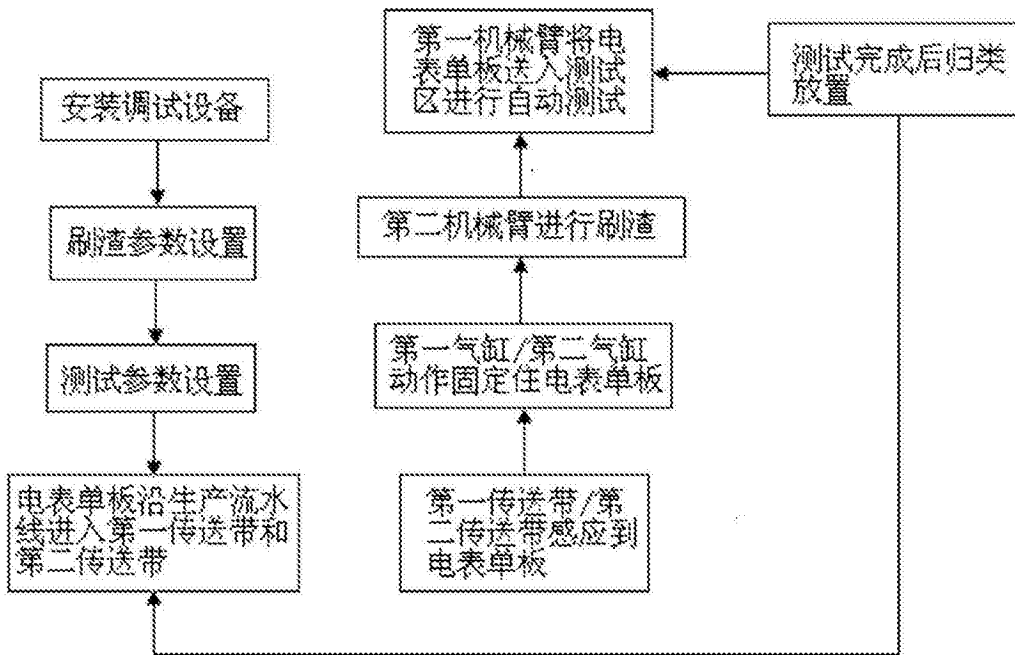 安装调试设备
刷渣参数设置
测试参数设置
电表单板沿生产流水
线进入第一传送带和
第二传送带
第一机械臂将电
表单板送入测试
区进行自动测试
第二机械臂进行刷渣
第一气缸/第二气缸
动作固定住电表单板
第一传送带/第
二传送带感应到
电表单板
测试完成后归类
放置